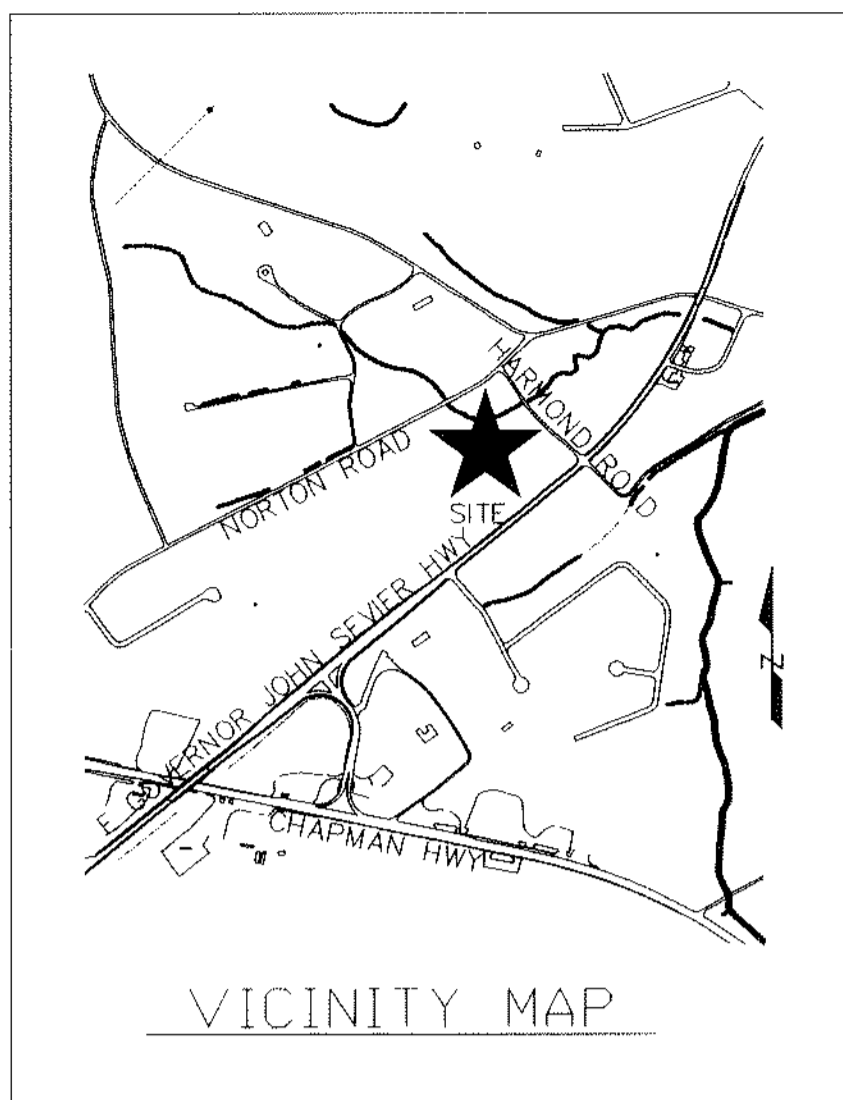 HARMOND ROAD
NORTON ROAD
SITE
E GOVERNOR JOHN SEVIER HWY
N
CHAPMAN HWY
VICINITY MAP